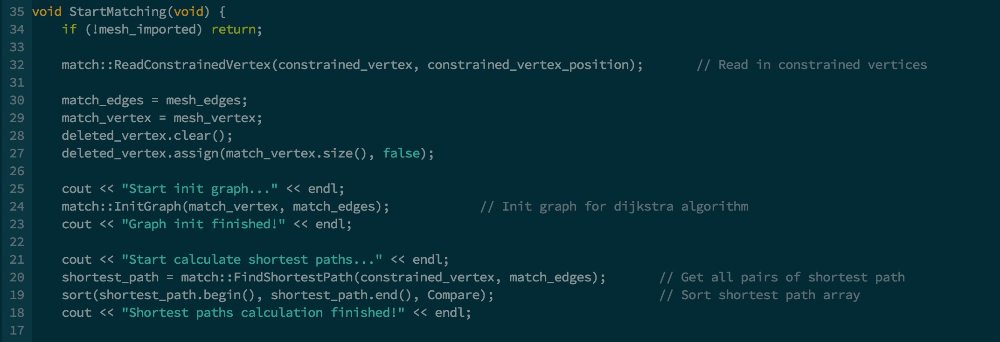 35 void StartMatching(void) {
34     if (!mesh_imported) return;
33
32     match::ReadConstrainedVertex(constrained_vertex, constrained_vertex_position);       // Read in constrained vertices
31
30     match_edges = mesh_edges;
29     match_vertex = mesh_vertex;
28     deleted_vertex.clear();
27     deleted_vertex.assign(match_vertex.size(), false);
26
25     cout << "Start init graph..." << endl;
24     match::InitGraph(match_vertex, match_edges);            // Init graph for dijkstra algorithm
23     cout << "Graph init finished!" << endl;
22
21     cout << "Start calculate shortest paths..." << endl;
20     shortest_path = match::FindShortestPath(constrained_vertex, match_edges);       // Get all pairs of shortest path
19     sort(shortest_path.begin(), shortest_path.end(), Compare);                      // Sort shortest path array
18     cout << "Shortest paths calculation finished!" << endl;
17